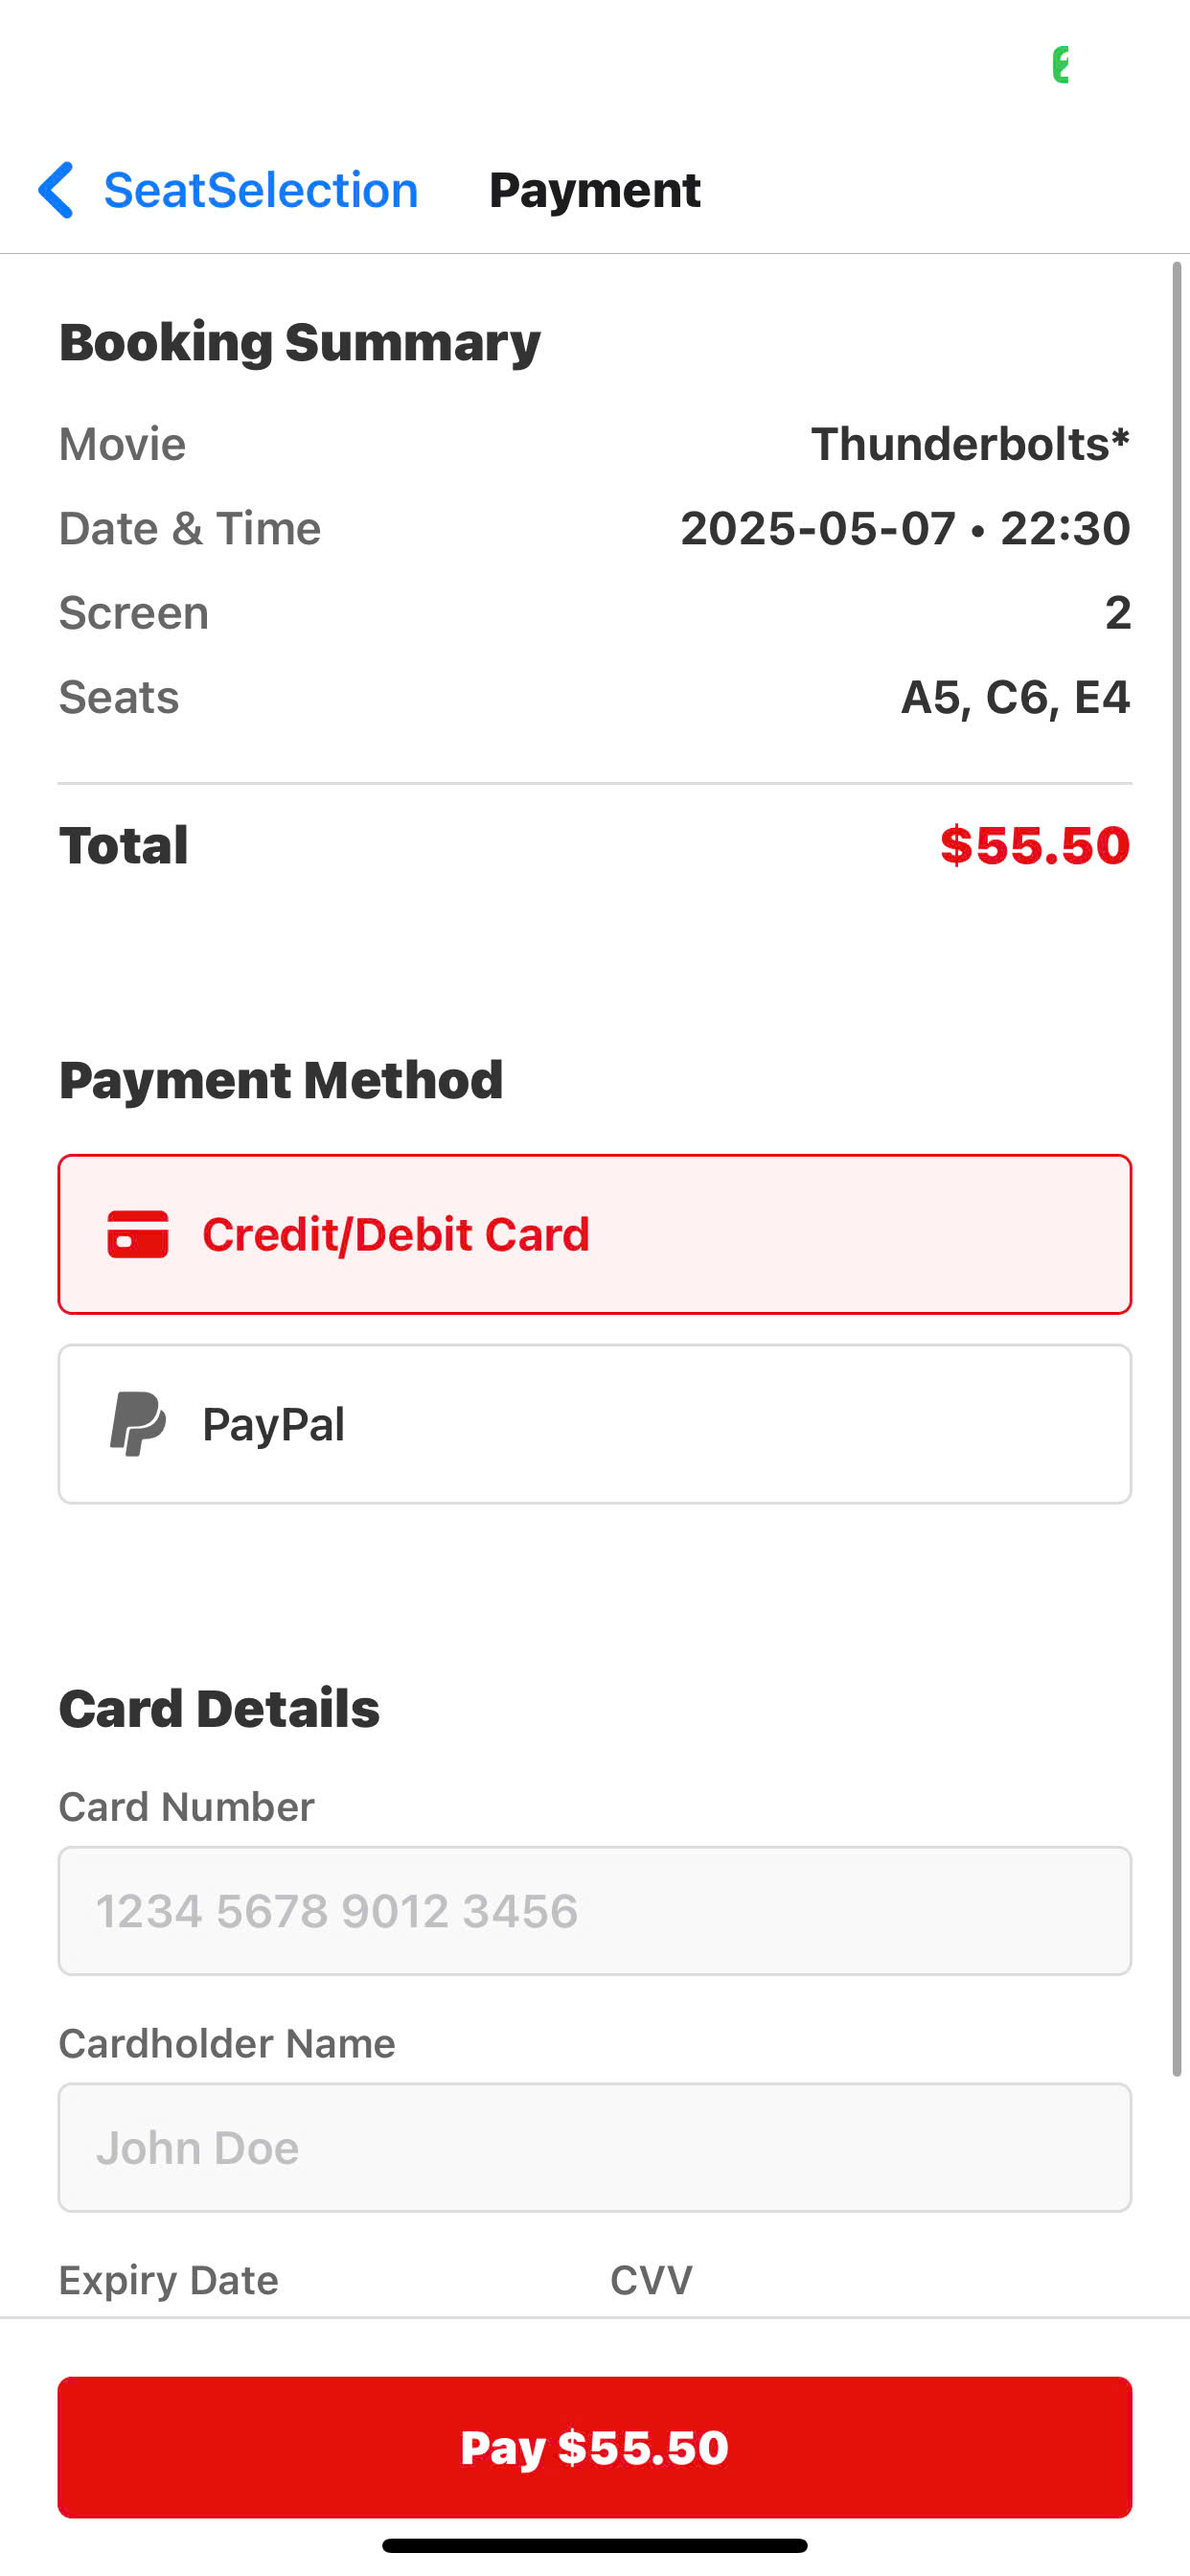 SeatSelection Payment
Booking Summary
Movie Thunderbolts*
Date & Time 2025-05-07 • 22:30
Screen 2
Seats A5, C6, E4
Total $55.50
Payment Method
Credit/Debit Card
PayPal
Card Details
Card Number
1234 5678 9012 3456
Cardholder Name
John Doe
Expiry Date CVV
Pay $55.50